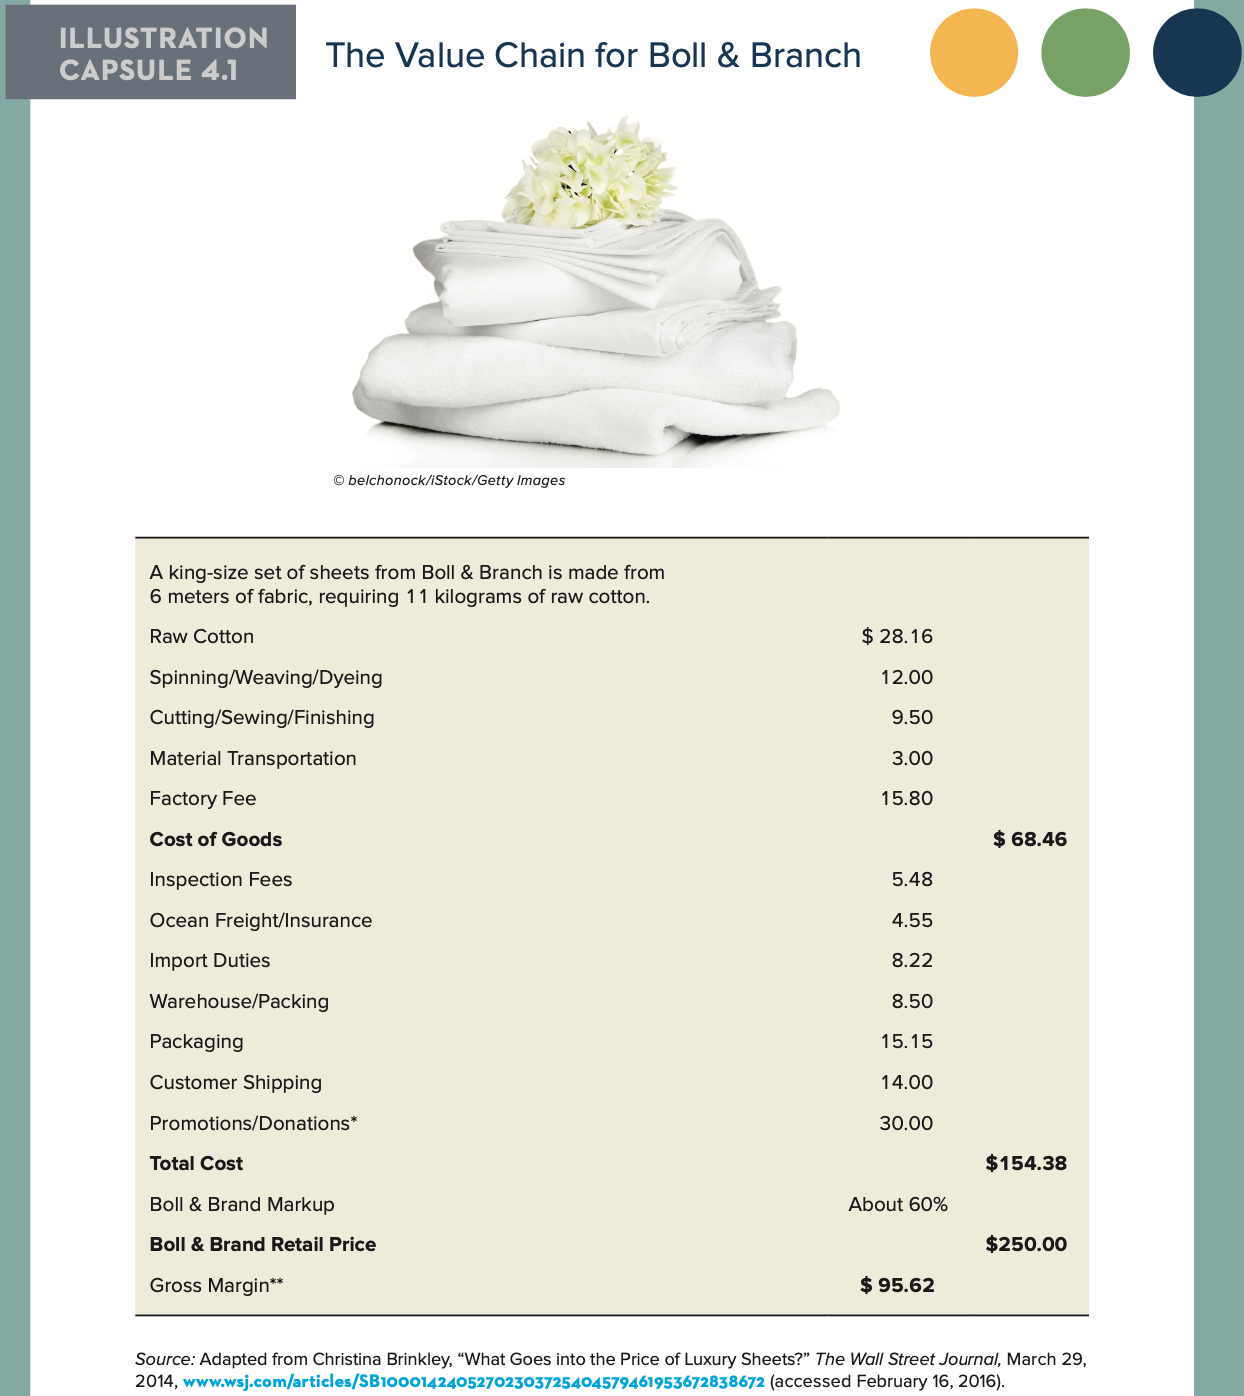 ILLUSTRATION
CAPSULE 4.1
The Value Chain for Boll & Branch
© belchonock/iStock/Getty Images
A king-size set of sheets from Boll & Branch is made from
6 meters of fabric, requiring 11 kilograms of raw cotton.
Raw Cotton $ 28.16
Spinning/Weaving/Dyeing 12.00
Cutting/Sewing/Finishing 9.50
Material Transportation 3.00
Factory Fee 15.80
Cost of Goods $ 68.46
Inspection Fees 5.48
Ocean Freight/Insurance 4.55
Import Duties 8.22
Warehouse/Packing 8.50
Packaging 15.15
Customer Shipping 14.00
Promotions/Donations* 30.00
Total Cost $154.38
Boll & Brand Markup About 60%
Boll & Brand Retail Price $250.00
Gross Margin** $ 95.62
Source: Adapted from Christina Brinkley, “What Goes into the Price of Luxury Sheets?” The Wall Street Journal, March 29,
2014, www.wsj.com/articles/SB10001424052702303725404579461953672838672 (accessed February 16, 2016).